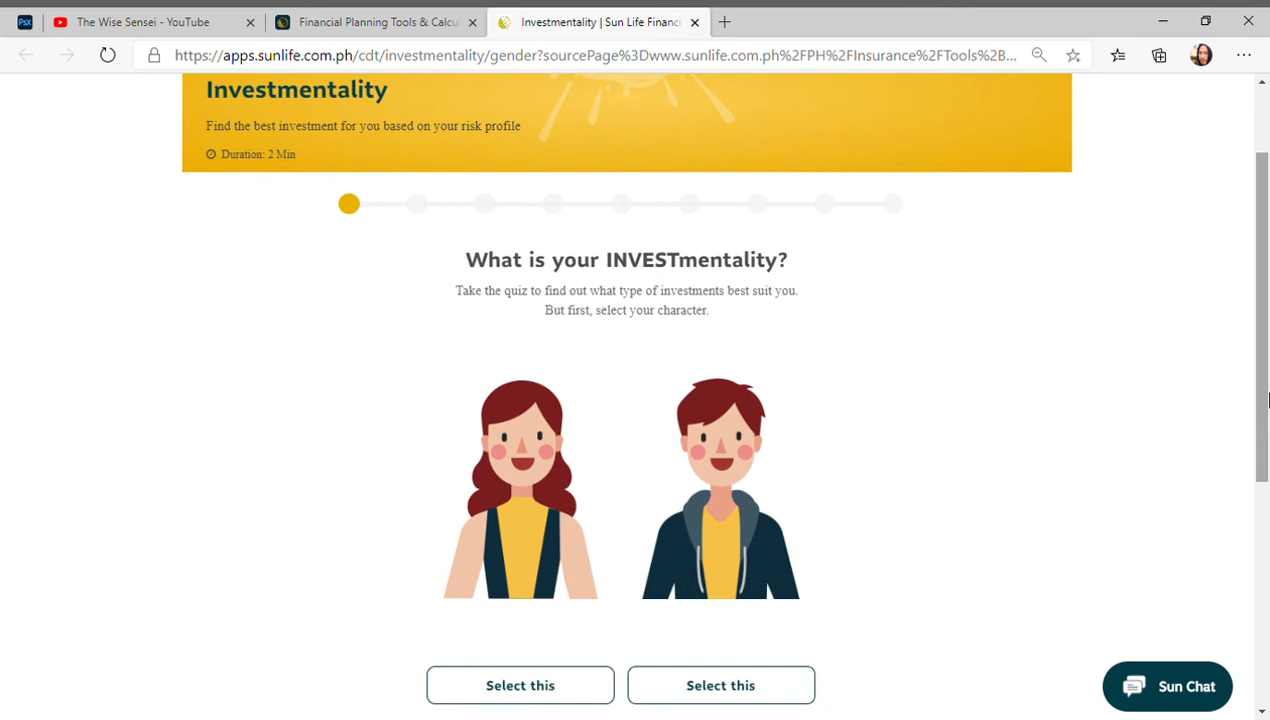 PsX
The Wise Sensei - YouTube
Financial Planning Tools & Calcu
Investmentality | Sun Life Financi
https://apps.sunlife.com.ph/cdt/investmentality/gender?sourcePage%3Dwww.sunlife.com.ph%2FPH%2FInsurance%2FTools%2B...
Investmentality
Find the best investment for you based on your risk profile
Duration: 2 Min
What is your INVESTmentality?
Take the quiz to find out what type of investments best suit you.
But first, select your character.
Select this
Select this
Sun Chat